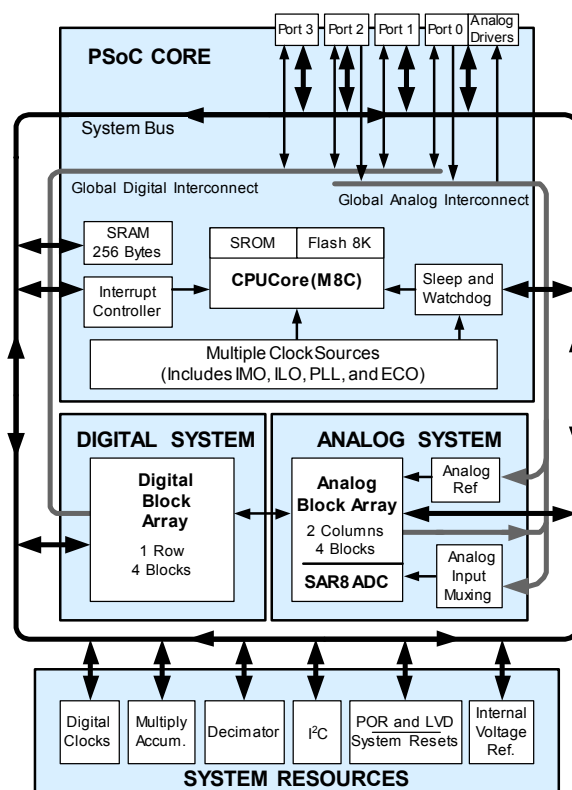 Port 3 Port 2 Port 1 Port 0 Analog
Drivers
PSoC CORE
System Bus
Global Digital Interconnect
Global Analog Interconnect
SRAM
256 Bytes
SROM Flash 8K
CPUCore(M8C)
Interrupt
Controller
Sleep and
Watchdog
Multiple Clock Sources
(Includes IMO, ILO, PLL, and ECO)
DIGITAL SYSTEM
Digital
Block
Array
1 Row
4 Blocks
ANALOG SYSTEM
Analog
Block
Array
2 Columns
4 Blocks
SAR8 ADC
Analog
Ref
Analog
Input
Muxing
Digital
Clocks
Multiply
Accum.
Decimator
I²C
POR and LVD
System Resets
Internal
Voltage
Ref.
SYSTEM RESOURCES